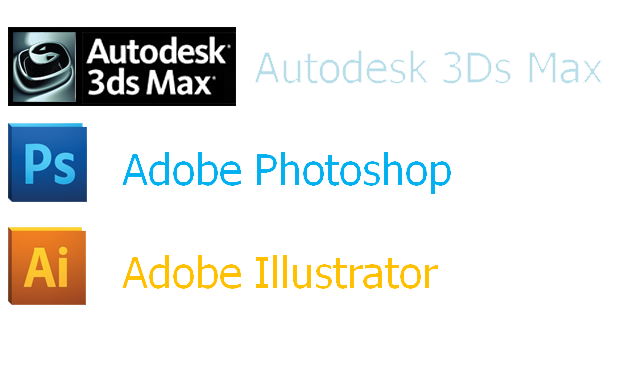 Autodesk®
3ds Max® Autodesk 3Ds Max
Ps Adobe Photoshop
Ai Adobe Illustrator